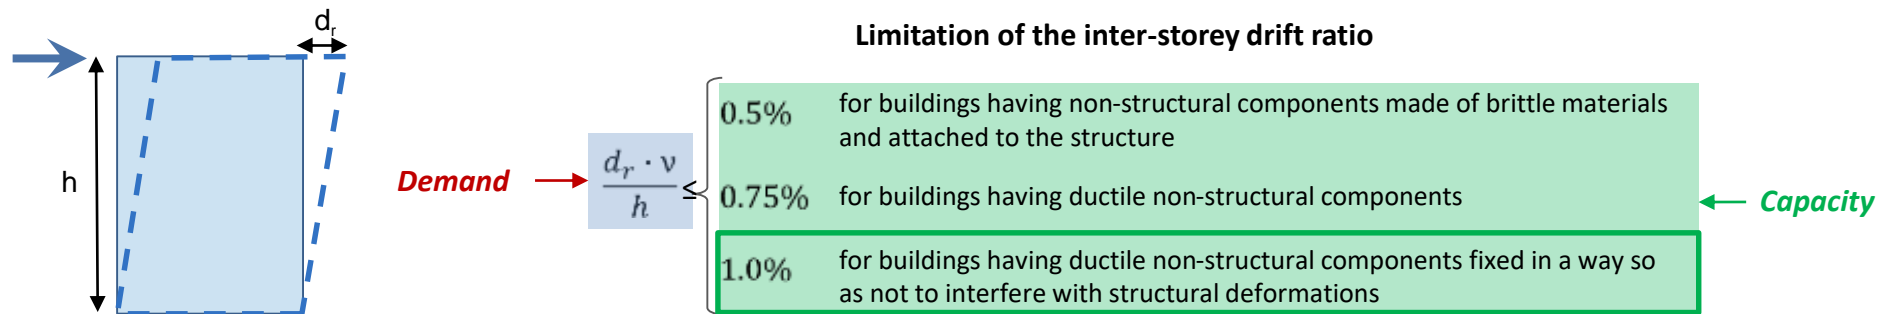 dᵣ
Limitation of the inter-storey drift ratio
h
Demand
dᵣ · ν
h
≤
0.5%
for buildings having non-structural components made of brittle materials
and attached to the structure
0.75%
for buildings having ductile non-structural components
Capacity
1.0%
for buildings having ductile non-structural components fixed in a way so
as not to interfere with structural deformations